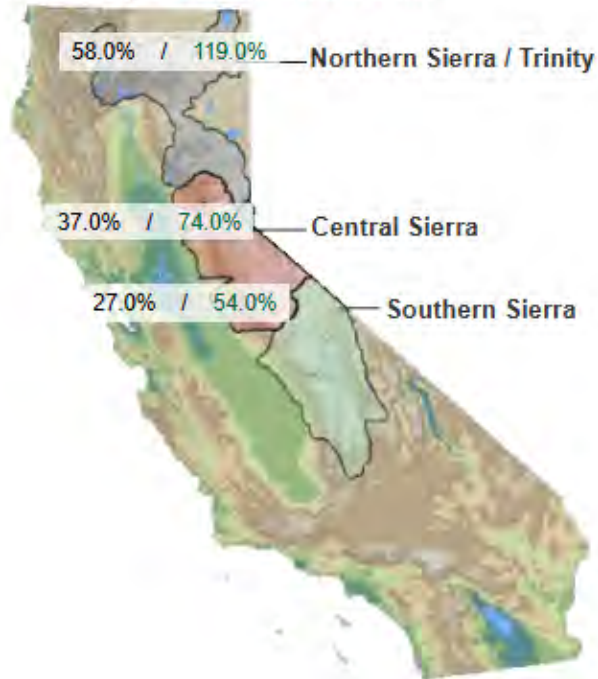 58.0% / 119.0% Northern Sierra / Trinity
37.0% / 74.0% Central Sierra
27.0% / 54.0% Southern Sierra